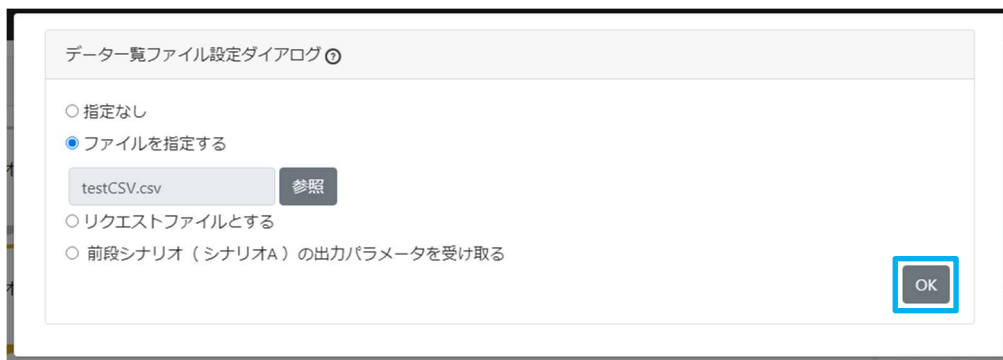 データ一覧ファイル設定ダイアログ
指定なし
ファイルを指定する
testCSV.csv 参照
リクエストファイルとする
前段シナリオ（シナリオA）の出力パラメータを受け取る
OK